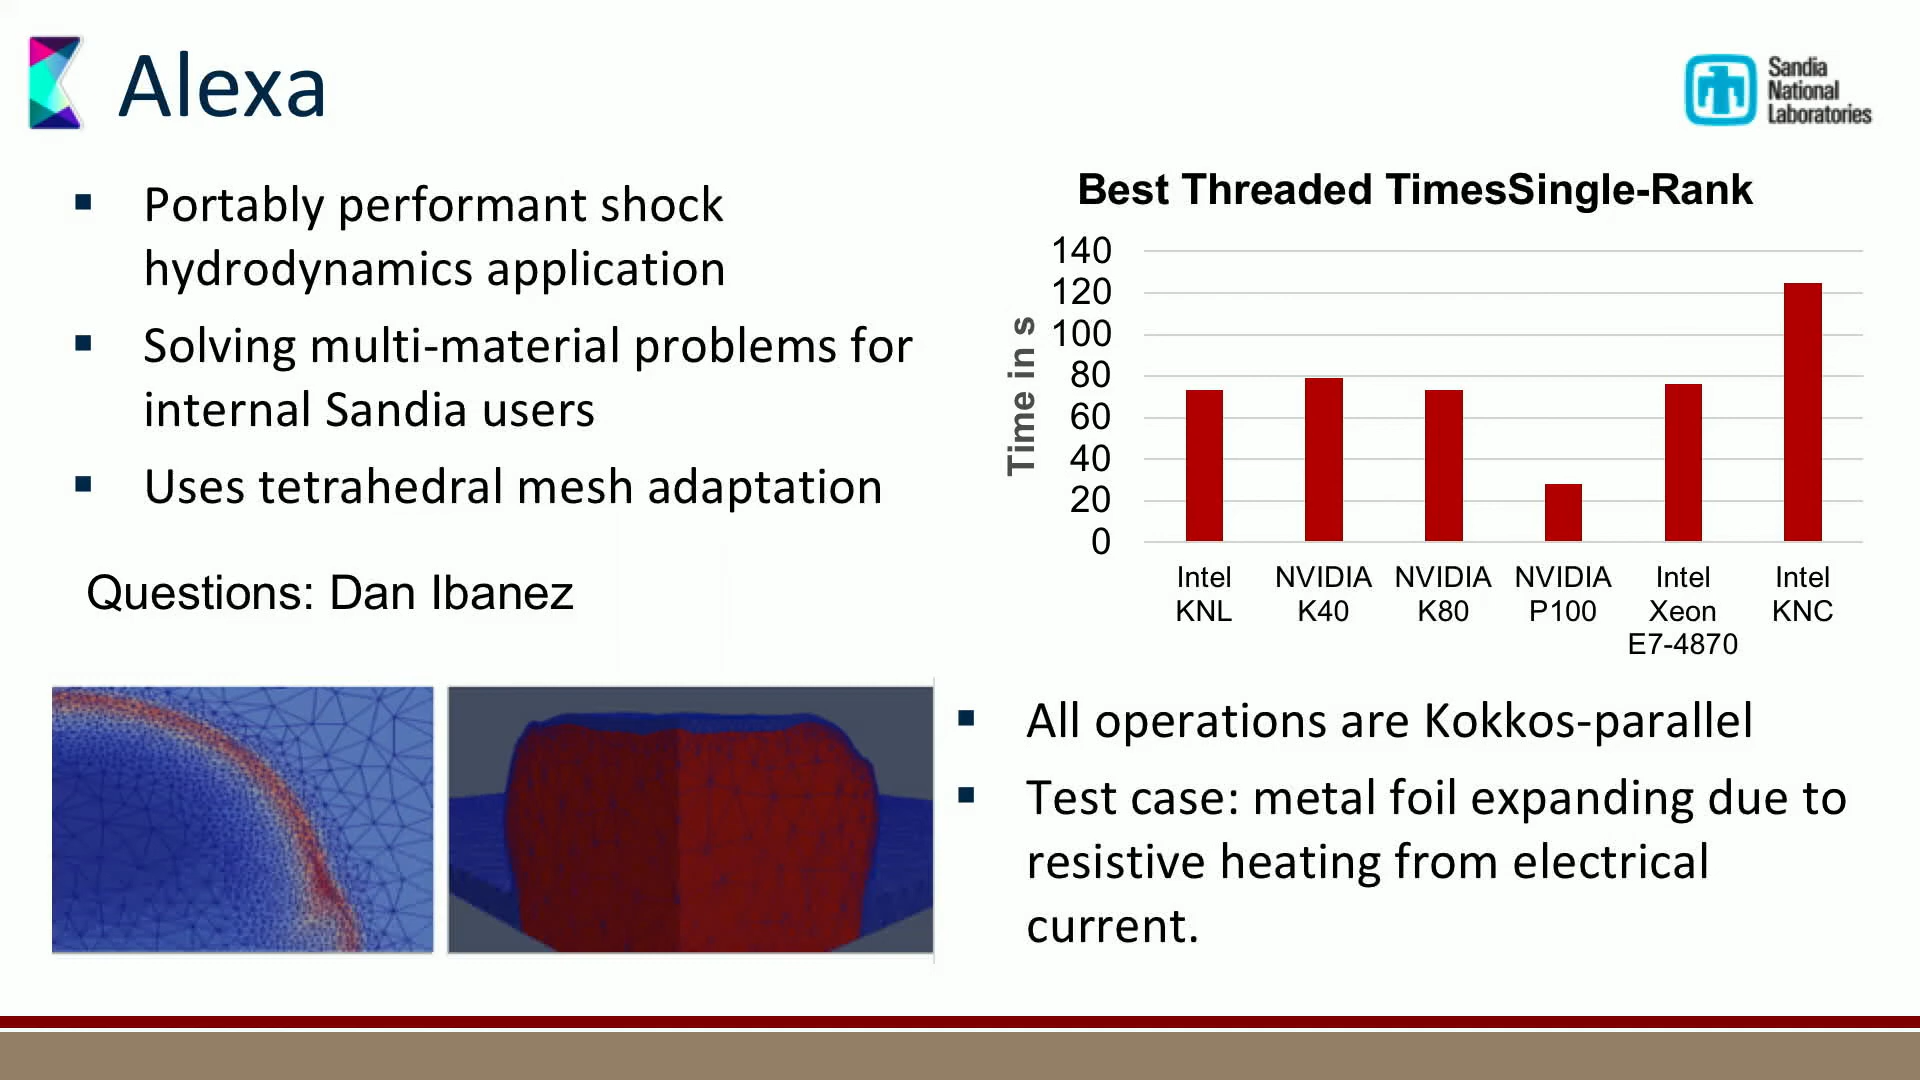 Alexa
Sandia
National
Laboratories
▪ Portably performant shock
hydrodynamics application
▪ Solving multi-material problems for
internal Sandia users
▪ Uses tetrahedral mesh adaptation
Questions: Dan Ibanez
Best Threaded TimesSingle-Rank
Time in s
140
120
100
80
60
40
20
0
Intel
KNL
NVIDIA
K40
NVIDIA
K80
NVIDIA
P100
Intel
Xeon
E7-4870
Intel
KNC
▪ All operations are Kokkos-parallel
▪ Test case: metal foil expanding due to
resistive heating from electrical
current.